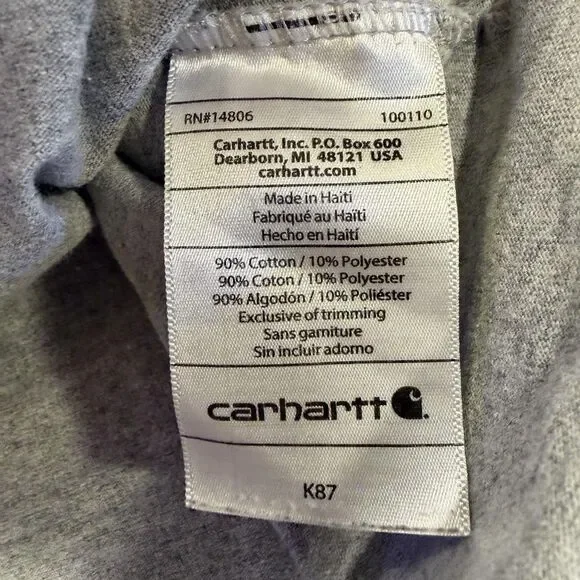 RN#14806 100110
Carhartt, Inc. P.O. Box 600
Dearborn, MI 48121 USA
carhartt.com
Made in Haiti
Fabriqué au Haïti
Hecho en Haití
90% Cotton / 10% Polyester
90% Coton / 10% Polyester
90% Algodón / 10% Poliéster
Exclusive of trimming
Sans garniture
Sin incluir adorno
carhartt
K87